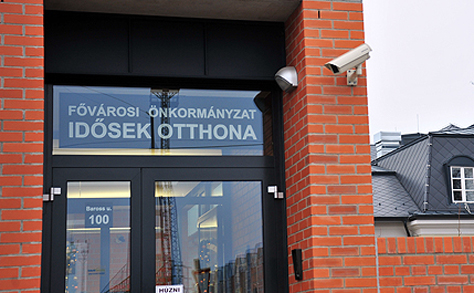 FŐVÁROSI ÖNKORMÁNYZAT
IDŐSEK OTTHONA
Baross u.
100
HÚZNI